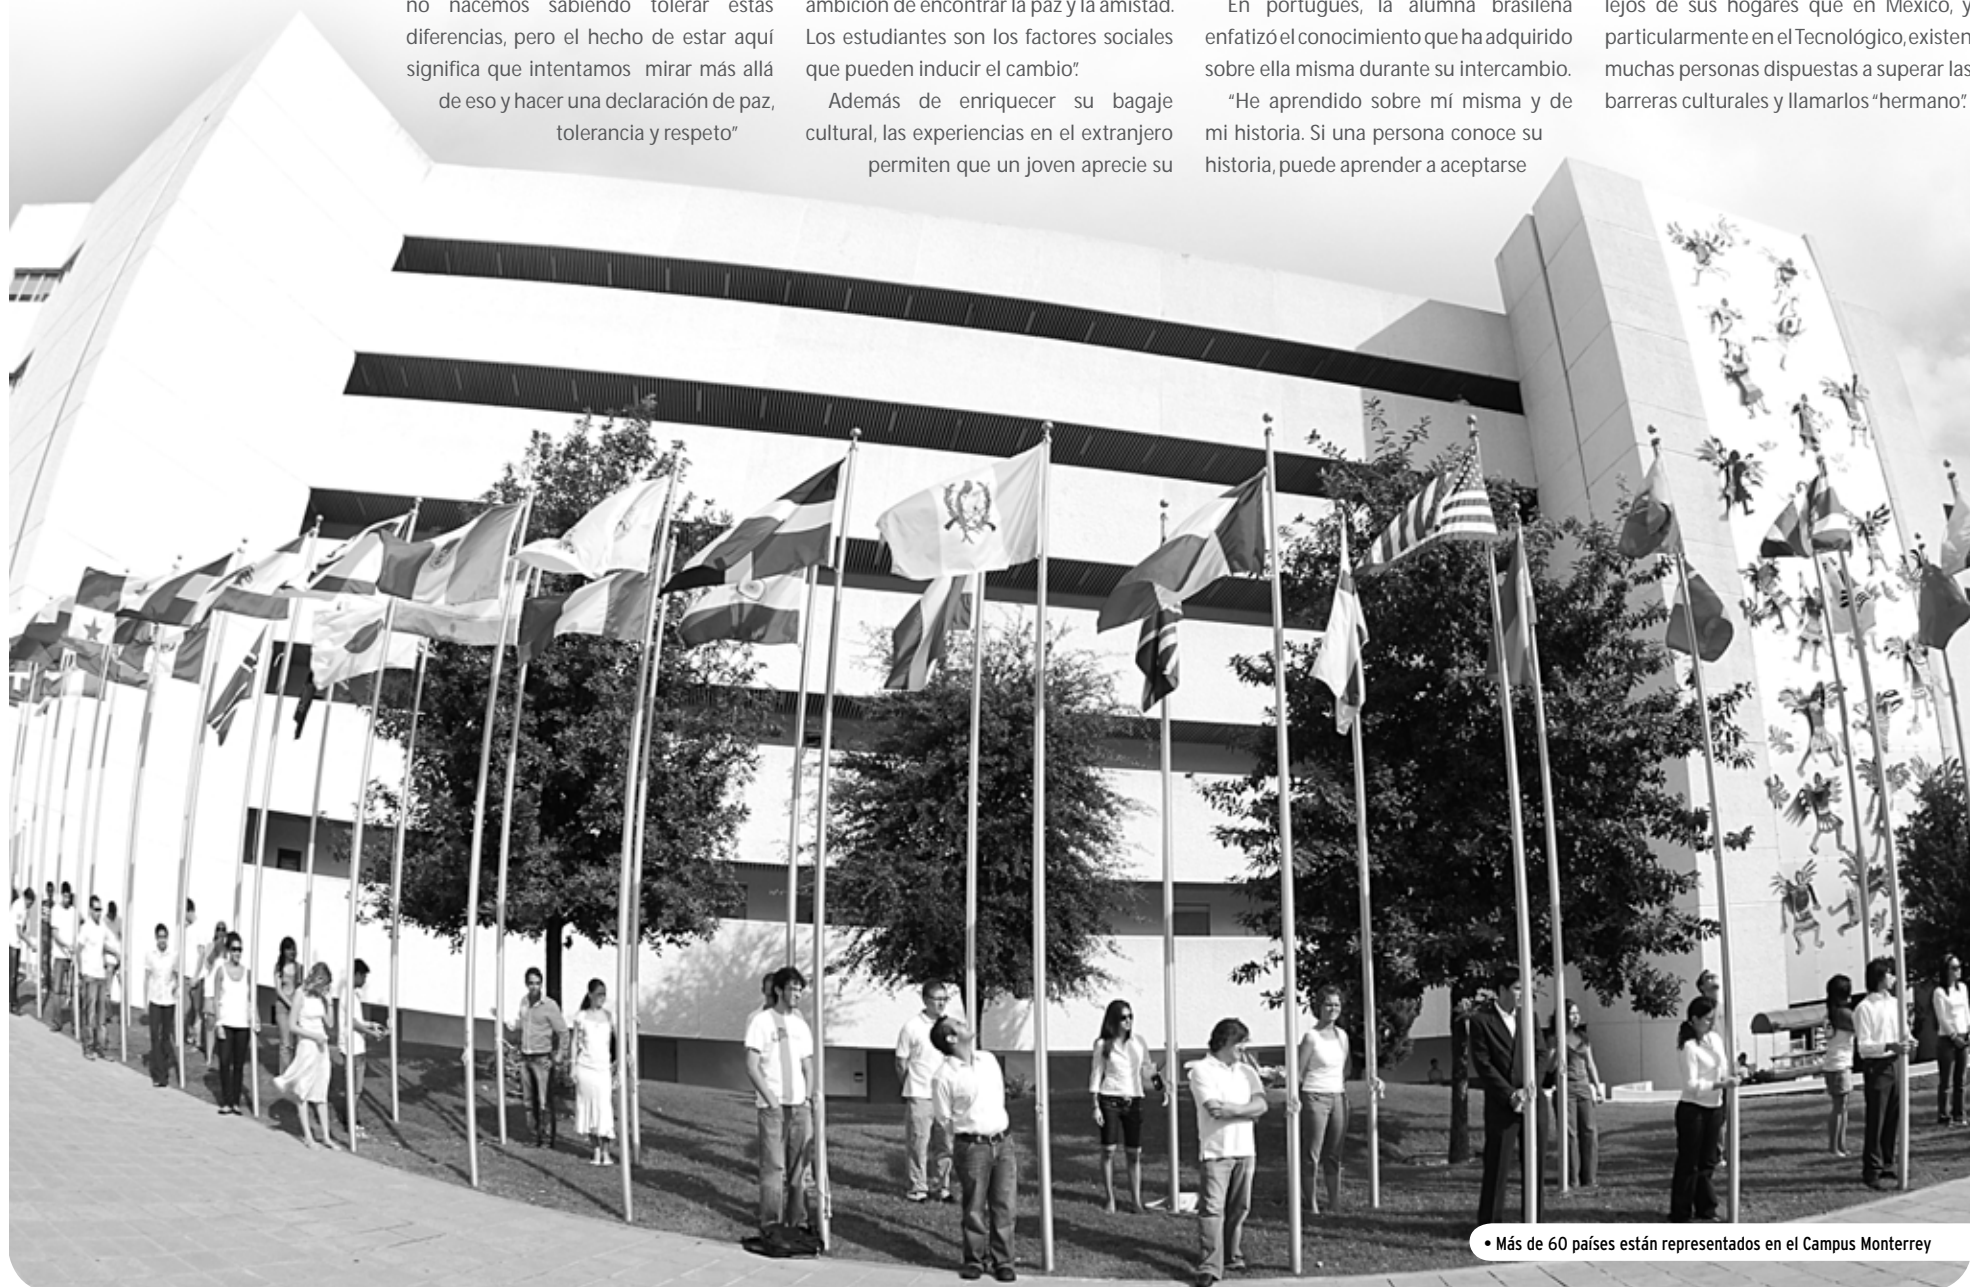 no nacemos sabiendo tolerar estas
diferencias, pero el hecho de estar aquí
significa que intentamos mirar más allá
de eso y hacer una declaración de paz,
tolerancia y respeto"
ambición de encontrar la paz y la amistad.
Los estudiantes son los factores sociales
que pueden inducir el cambio".
Además de enriquecer su bagaje
cultural, las experiencias en el extranjero
permiten que un joven aprecie su
En portugués, la alumna brasileña
enfatizó el conocimiento que ha adquirido
sobre ella misma durante su intercambio.
"He aprendido sobre mí misma y de
mi historia. Si una persona conoce su
historia, puede aprender a aceptarse
lejos de sus hogares que en México, y
particularmente en el Tecnológico, existen
muchas personas dispuestas a superar las
barreras culturales y llamarlos "hermano".
• Más de 60 países están representados en el Campus Monterrey